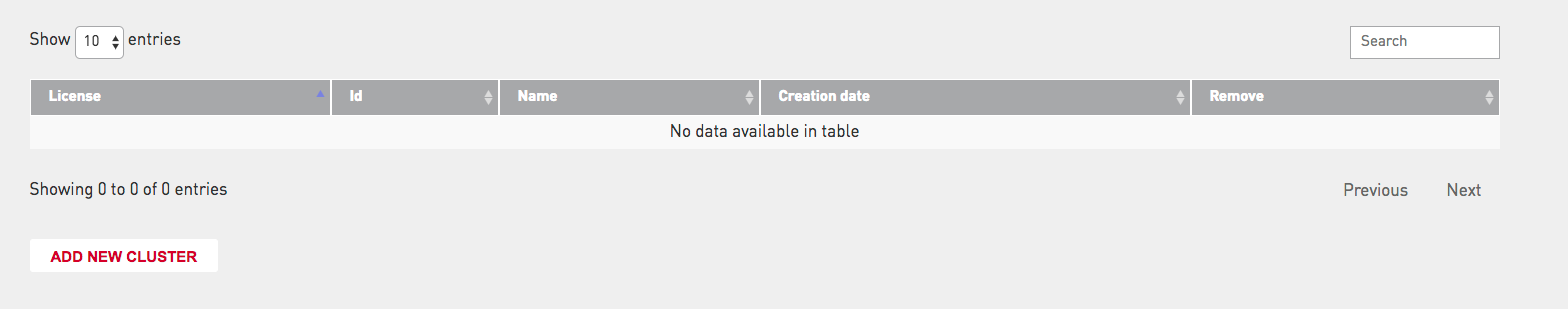 Show 10 entries Search
License Id Name Creation date Remove
No data available in table
Showing 0 to 0 of 0 entries Previous Next
ADD NEW CLUSTER